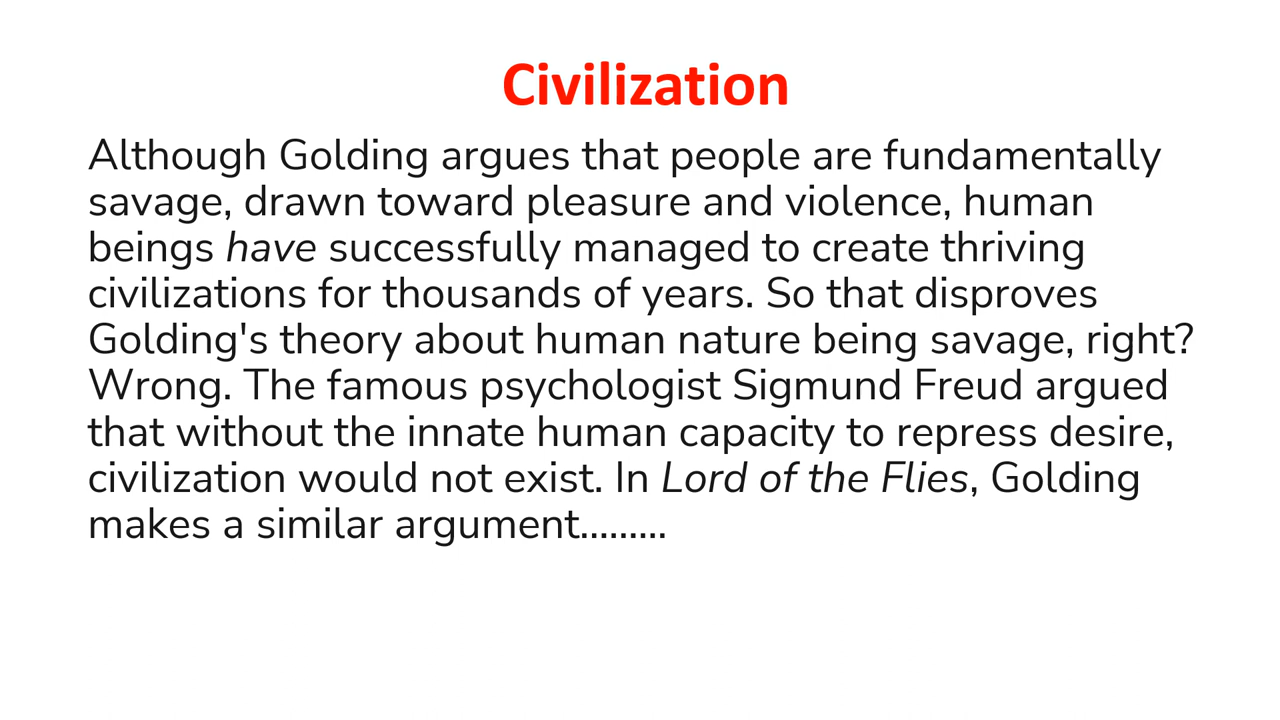 Civilization
Although Golding argues that people are fundamentally
savage, drawn toward pleasure and violence, human
beings have successfully managed to create thriving
civilizations for thousands of years. So that disproves
Golding's theory about human nature being savage, right?
Wrong. The famous psychologist Sigmund Freud argued
that without the innate human capacity to repress desire,
civilization would not exist. In Lord of the Flies, Golding
makes a similar argument.........